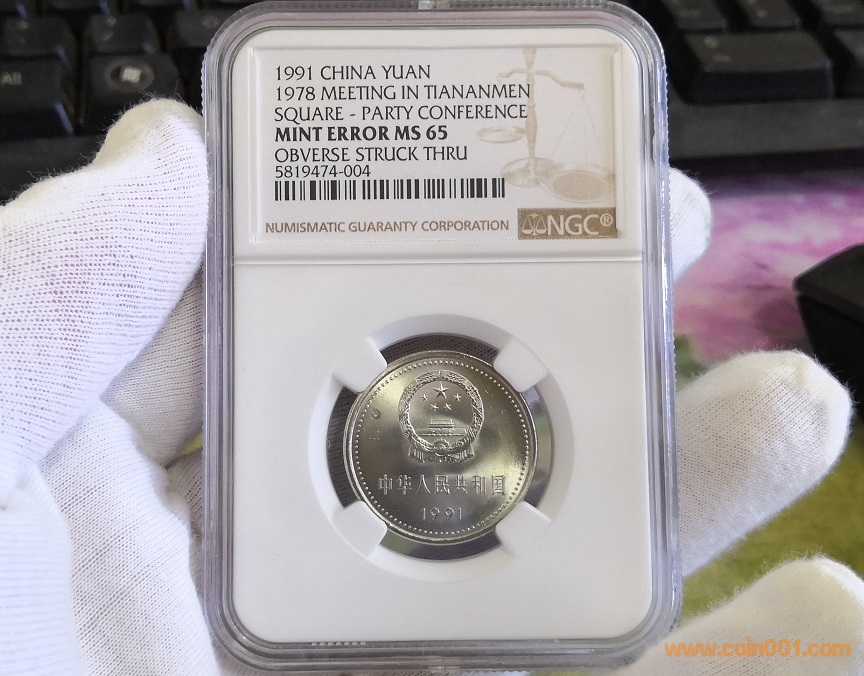 1991 CHINA YUAN
1978 MEETING IN TIANANMEN
SQUARE - PARTY CONFERENCE
MINT ERROR MS 65
OBVERSE STRUCK THRU
5819474-004
NUMISMATIC GUARANTY CORPORATION NGC®
中华人民共和国
1991
www.coin001.com